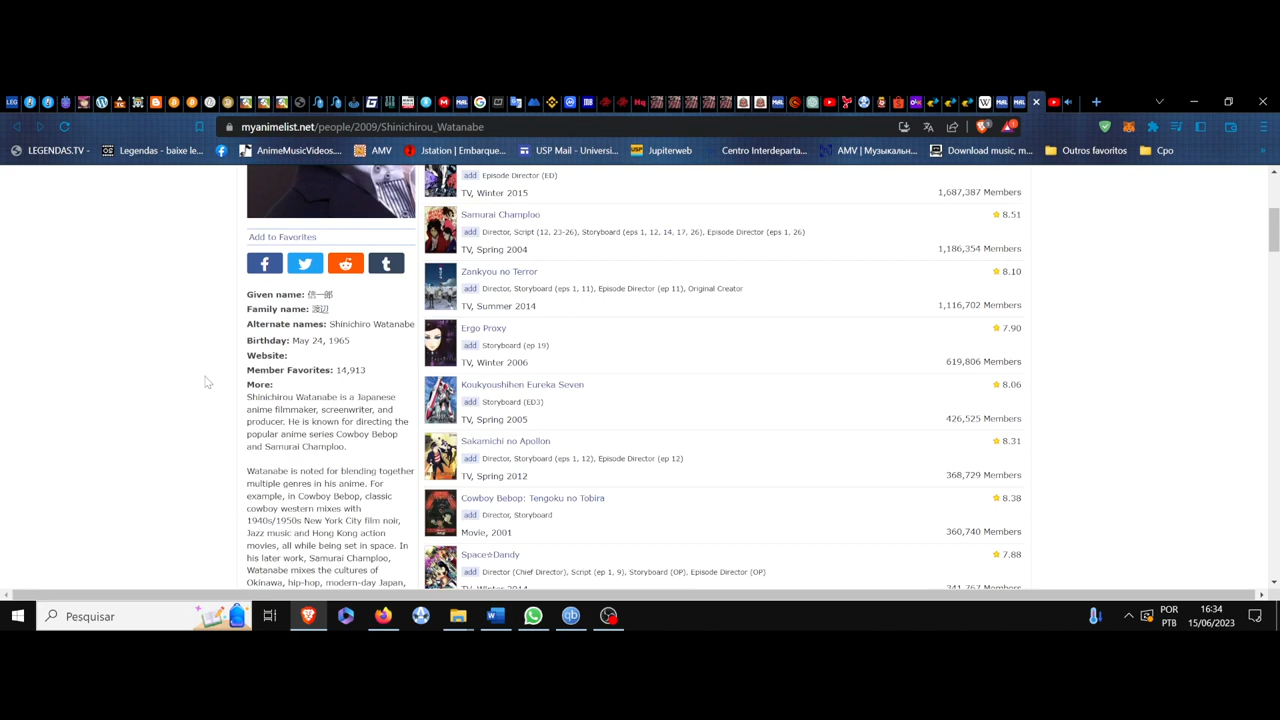 myanimelist.net/people/2009/Shinichirou_Watanabe
LEGENDAS.TV -
Legendas - baixe le...
AnimeMusicVideos....
AMV
Jstation | Embarque...
USP Mail - Universi...
Jupiterweb
Centro Interdeparta...
AMV | Музыкальн...
Download music, m...
Outros favoritos
Cpo
Add to Favorites
Given name: 信一郎
Family name: 渡辺
Alternate names: Shinichiro Watanabe
Birthday: May 24, 1965
Website:
Member Favorites: 14,913
More:
Shinichirou Watanabe is a Japanese
anime filmmaker, screenwriter, and
producer. He is known for directing the
popular anime series Cowboy Bebop
and Samurai Champloo.
Watanabe is noted for blending together
multiple genres in his anime. For
example, in Cowboy Bebop, classic
cowboy western mixes with
1940s/1950s New York City film noir,
Jazz music and Hong Kong action
movies, all while being set in space. In
his later work, Samurai Champloo,
Watanabe mixes the cultures of
Okinawa, hip-hop, modern-day Japan,
add Episode Director (ED)
TV, Winter 2015 1,687,387 Members
Samurai Champloo 8.51
add Director, Script (12, 23-26), Storyboard (eps 1, 12, 14, 17, 26), Episode Director (eps 1, 26)
TV, Spring 2004 1,186,354 Members
Zankyou no Terror 8.10
add Director, Storyboard (eps 1, 11), Episode Director (ep 11), Original Creator
TV, Summer 2014 1,116,702 Members
Ergo Proxy 7.90
add Storyboard (ep 19)
TV, Winter 2006 619,806 Members
Koukyoushihen Eureka Seven 8.06
add Storyboard (ED3)
TV, Spring 2005 426,525 Members
Sakamichi no Apollon 8.31
add Director, Storyboard (eps 1, 12), Episode Director (ep 12)
TV, Spring 2012 368,729 Members
Cowboy Bebop: Tengoku no Tobira 8.38
add Director, Storyboard
Movie, 2001 360,740 Members
Space☆Dandy 7.88
add Director (Chief Director), Script (ep 1, 9), Storyboard (OP), Episode Director (OP)
TV, Winter 2014 241,767 Members
Pesquisar
POR
PTB
16:34
15/06/2023